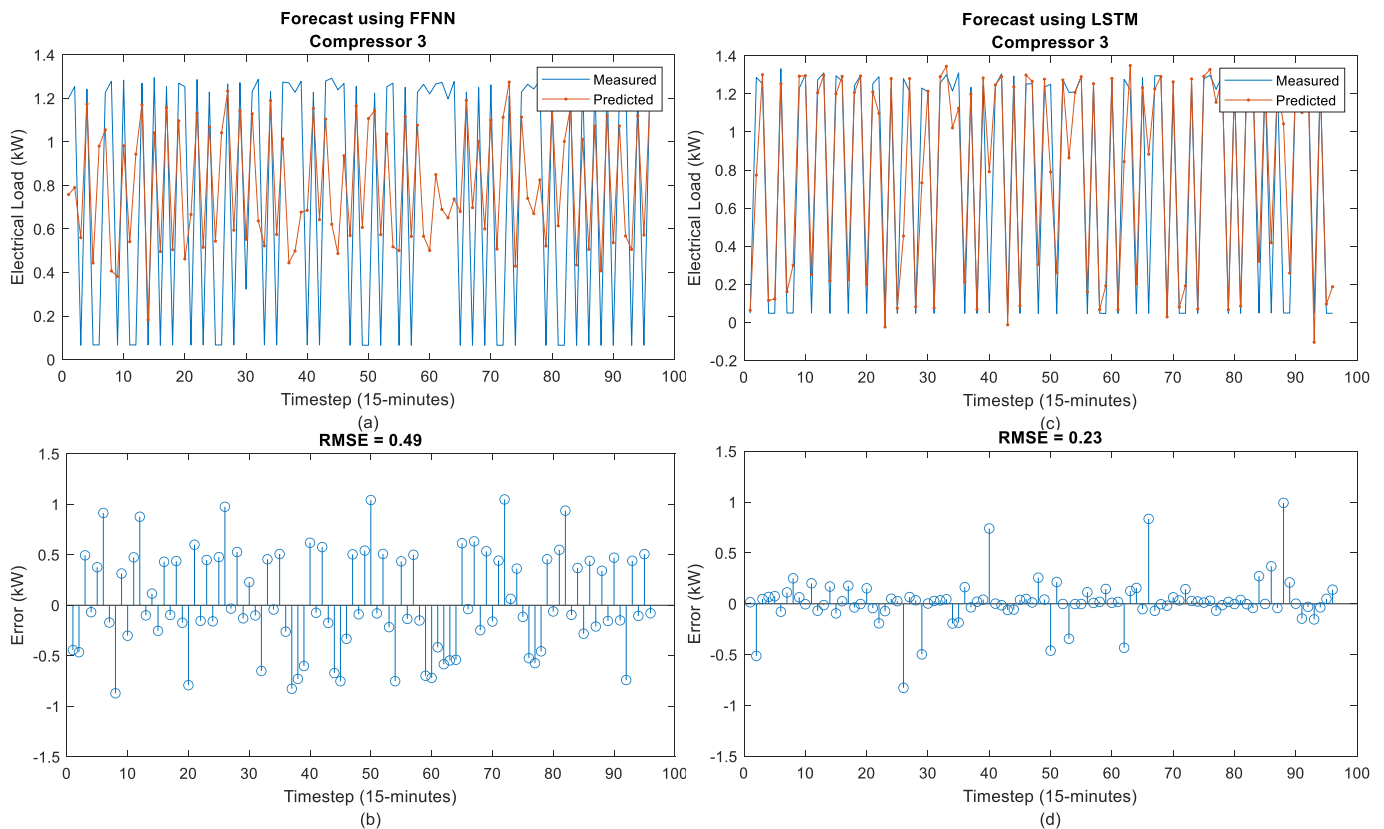 Forecast using FFNN
Compressor 3
Electrical Load (kW)
1.4
1.2
1
0.8
0.6
0.4
0.2
0
Measured
Predicted
0 10 20 30 40 50 60 70 80 90 100
Timestep (15-minutes)
(a)
RMSE = 0.49
Error (kW)
1.5
1
0.5
0
-0.5
-1
-1.5
0 10 20 30 40 50 60 70 80 90 100
Timestep (15-minutes)
(b)
Forecast using LSTM
Compressor 3
Electrical Load (kW)
1.4
1.2
1
0.8
0.6
0.4
0.2
0
-0.2
Measured
Predicted
0 10 20 30 40 50 60 70 80 90 100
Timestep (15-minutes)
(c)
RMSE = 0.23
Error (kW)
1.5
1
0.5
0
-0.5
-1
-1.5
0 10 20 30 40 50 60 70 80 90 100
Timestep (15-minutes)
(d)